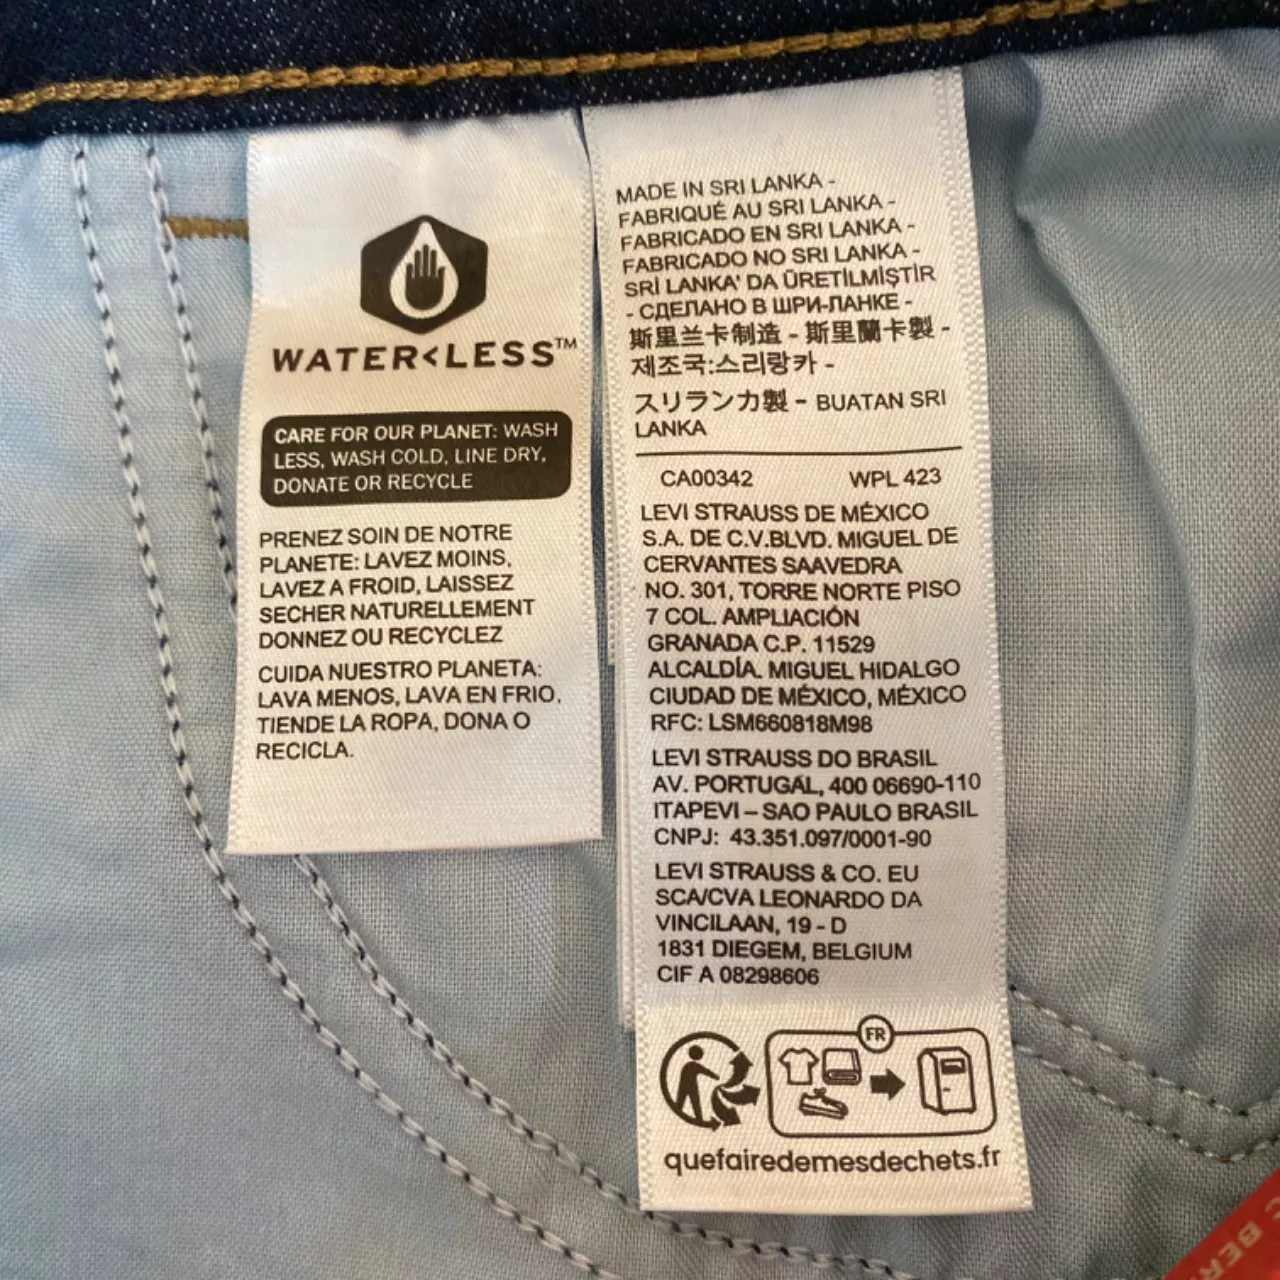 WATER<LESS™
CARE FOR OUR PLANET: WASH
LESS, WASH COLD, LINE DRY,
DONATE OR RECYCLE
PRENEZ SOIN DE NOTRE
PLANETE: LAVEZ MOINS,
LAVEZ A FROID, LAISSEZ
SECHER NATURELLEMENT
DONNEZ OU RECYCLEZ
CUIDA NUESTRO PLANETA:
LAVA MENOS, LAVA EN FRIO,
TIENDE LA ROPA, DONA O
RECICLA.
MADE IN SRI LANKA -
FABRIQUÉ AU SRI LANKA -
FABRICADO EN SRI LANKA -
FABRICADO NO SRI LANKA -
SRİ LANKA' DA ÜRETİLMİŞTİR
- СДЕЛАНО В ШРИ-ЛАНКЕ -
斯里兰卡制造 - 斯里蘭卡製 -
제조국:스리랑카 -
スリランカ製 - BUATAN SRI
LANKA
CA00342 WPL 423
LEVI STRAUSS DE MÉXICO
S.A. DE C.V.BLVD. MIGUEL DE
CERVANTES SAAVEDRA
NO. 301, TORRE NORTE PISO
7 COL. AMPLIACIÓN
GRANADA C.P. 11529
ALCALDÍA. MIGUEL HIDALGO
CIUDAD DE MÉXICO, MÉXICO
RFC: LSM660818M98
LEVI STRAUSS DO BRASIL
AV. PORTUGAL, 400 06690-110
ITAPEVI – SAO PAULO BRASIL
CNPJ: 43.351.097/0001-90
LEVI STRAUSS & CO. EU
SCA/CVA LEONARDO DA
VINCILAAN, 19 - D
1831 DIEGEM, BELGIUM
CIF A 08298606
FR
quefairedemesdechets.fr